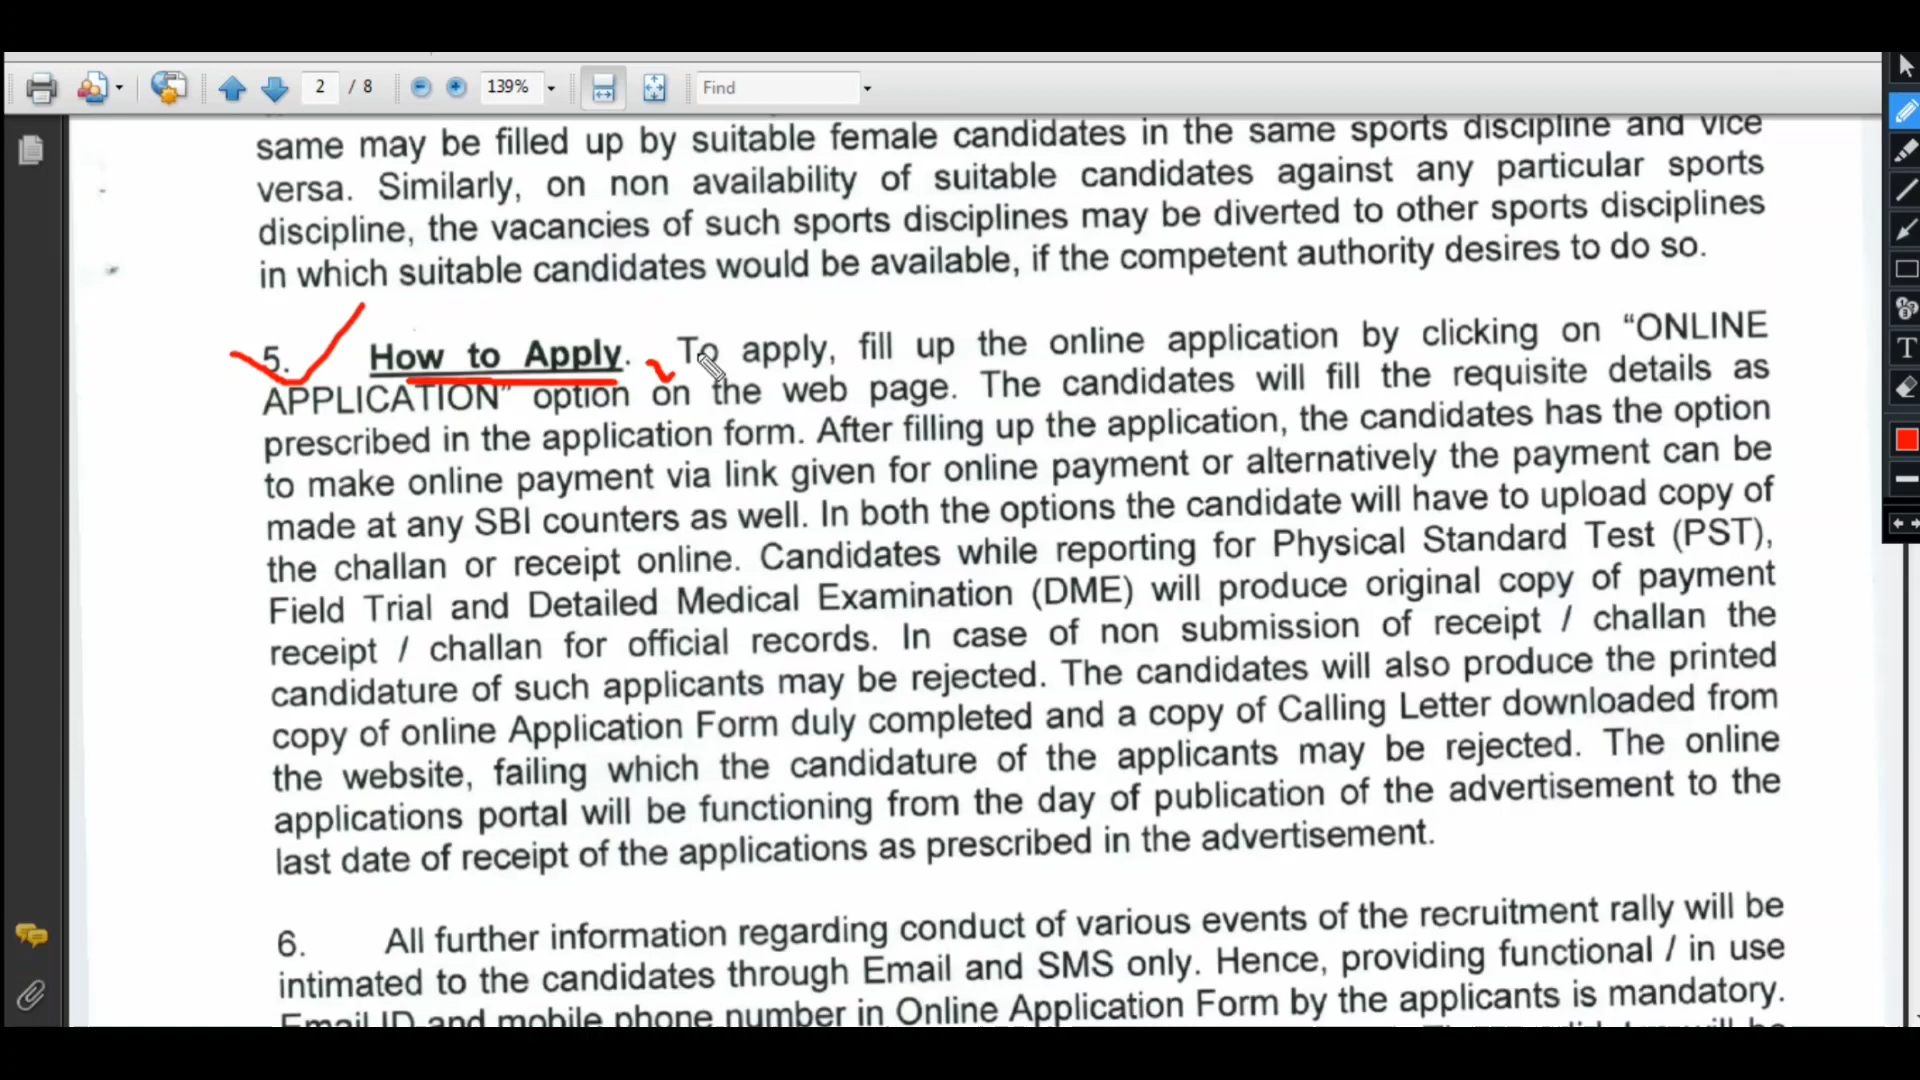 2 / 8 139% Find
same may be filled up by suitable female candidates in the same sports discipline and vice
versa. Similarly, on non availability of suitable candidates against any particular sports
discipline, the vacancies of such sports disciplines may be diverted to other sports disciplines
in which suitable candidates would be available, if the competent authority desires to do so.
5. How to Apply. To apply, fill up the online application by clicking on “ONLINE
APPLICATION” option on the web page. The candidates will fill the requisite details as
prescribed in the application form. After filling up the application, the candidates has the option
to make online payment via link given for online payment or alternatively the payment can be
made at any SBI counters as well. In both the options the candidate will have to upload copy of
the challan or receipt online. Candidates while reporting for Physical Standard Test (PST),
Field Trial and Detailed Medical Examination (DME) will produce original copy of payment
receipt / challan for official records. In case of non submission of receipt / challan the
candidature of such applicants may be rejected. The candidates will also produce the printed
copy of online Application Form duly completed and a copy of Calling Letter downloaded from
the website, failing which the candidature of the applicants may be rejected. The online
applications portal will be functioning from the day of publication of the advertisement to the
last date of receipt of the applications as prescribed in the advertisement.
6. All further information regarding conduct of various events of the recruitment rally will be
intimated to the candidates through Email and SMS only. Hence, providing functional / in use
Email ID and mobile phone number in Online Application Form by the applicants is mandatory.